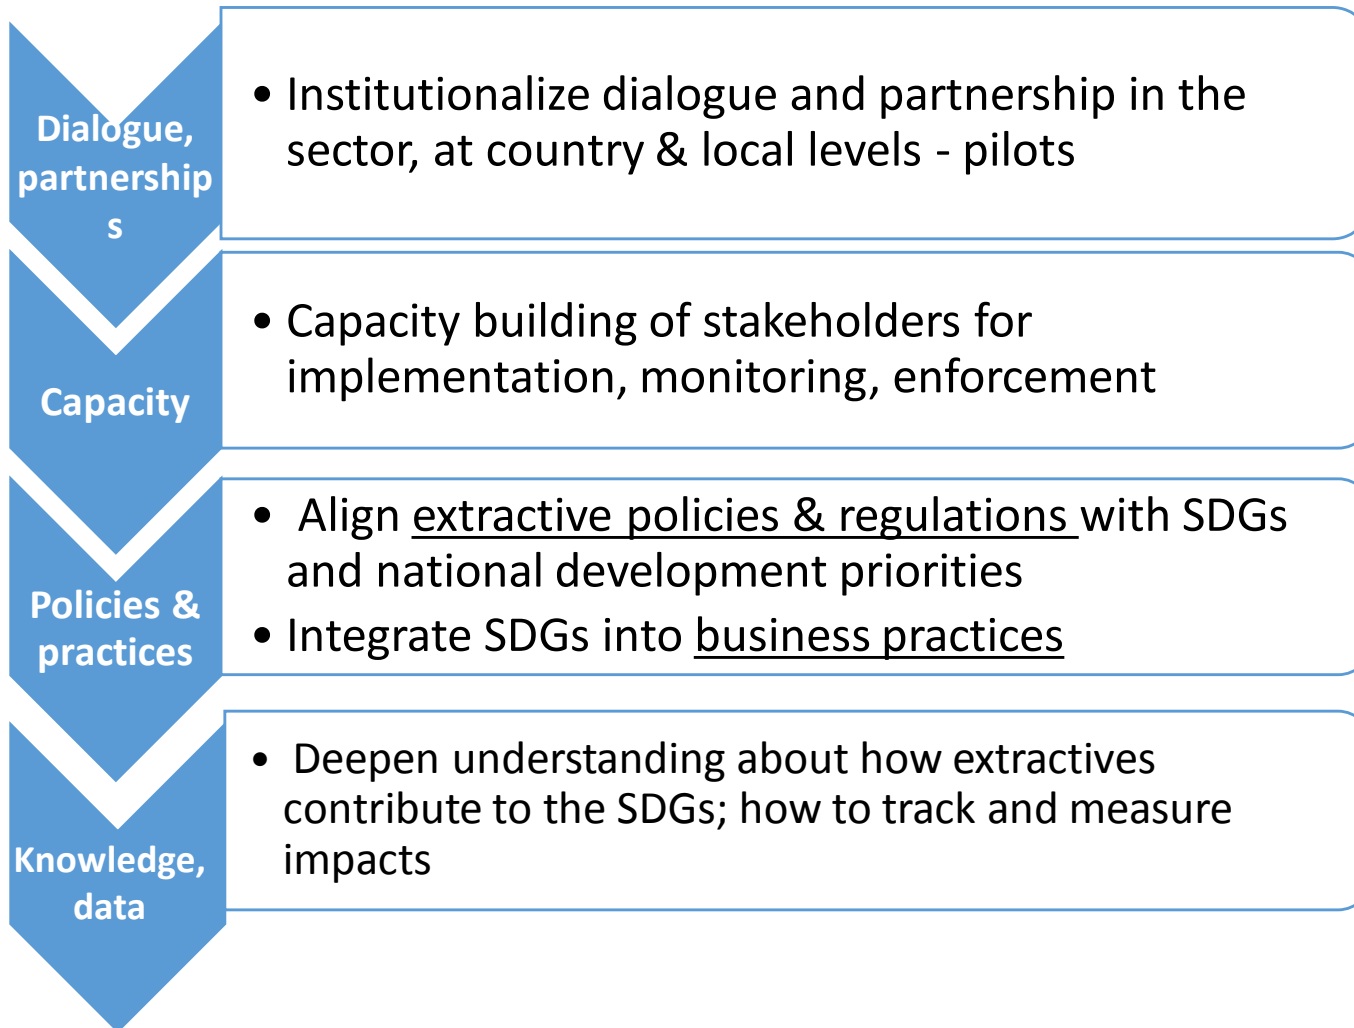 Dialogue,
partnership
s
• Institutionalize dialogue and partnership in the
sector, at country & local levels - pilots
Capacity
• Capacity building of stakeholders for
implementation, monitoring, enforcement
Policies &
practices
• Align extractive policies & regulations with SDGs
and national development priorities
• Integrate SDGs into business practices
Knowledge,
data
• Deepen understanding about how extractives
contribute to the SDGs; how to track and measure
impacts